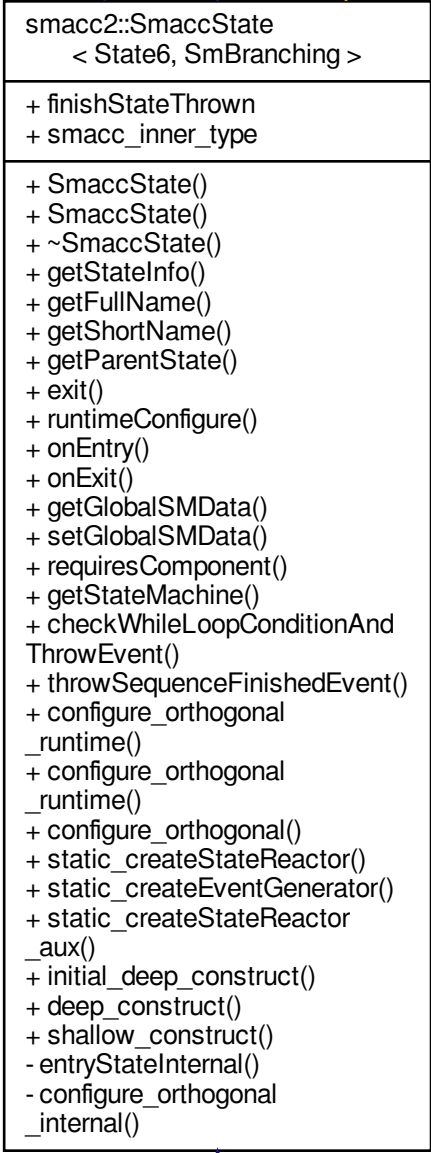 smacc2::SmaccState
< State6, SmBranching >
+ finishStateThrown
+ smacc_inner_type
+ SmaccState()
+ SmaccState()
+ ~SmaccState()
+ getStateInfo()
+ getFullName()
+ getShortName()
+ getParentState()
+ exit()
+ runtimeConfigure()
+ onEntry()
+ onExit()
+ getGlobalSMData()
+ setGlobalSMData()
+ requiresComponent()
+ getStateMachine()
+ checkWhileLoopConditionAnd
ThrowEvent()
+ throwSequenceFinishedEvent()
+ configure_orthogonal
_runtime()
+ configure_orthogonal
_runtime()
+ configure_orthogonal()
+ static_createStateReactor()
+ static_createEventGenerator()
+ static_createStateReactor
_aux()
+ initial_deep_construct()
+ deep_construct()
+ shallow_construct()
- entryStateInternal()
- configure_orthogonal
_internal()